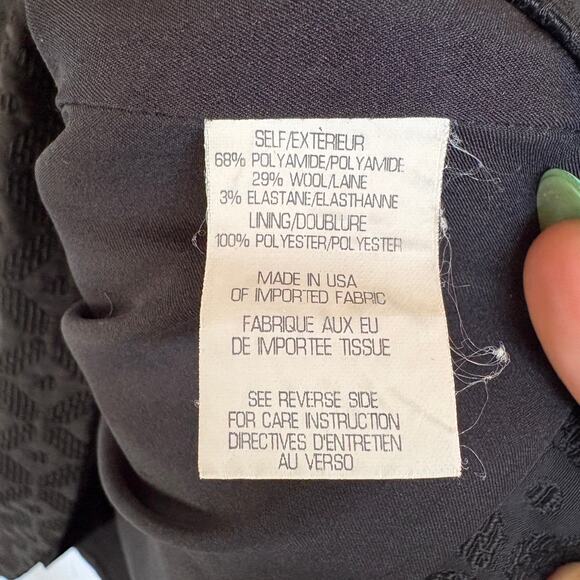 SELF/EXTÈRIEUR
68% POLYAMIDE/POLYAMIDE
29% WOOL/LAINE
3% ELASTANE/ELASTHANNE
LINING/DOUBLURE
100% POLYESTER/POLYESTER
MADE IN USA
OF IMPORTED FABRIC
FABRIQUE AUX EU
DE IMPORTEE TISSUE
SEE REVERSE SIDE
FOR CARE INSTRUCTION
DIRECTIVES D'ENTRETIEN
AU VERSO